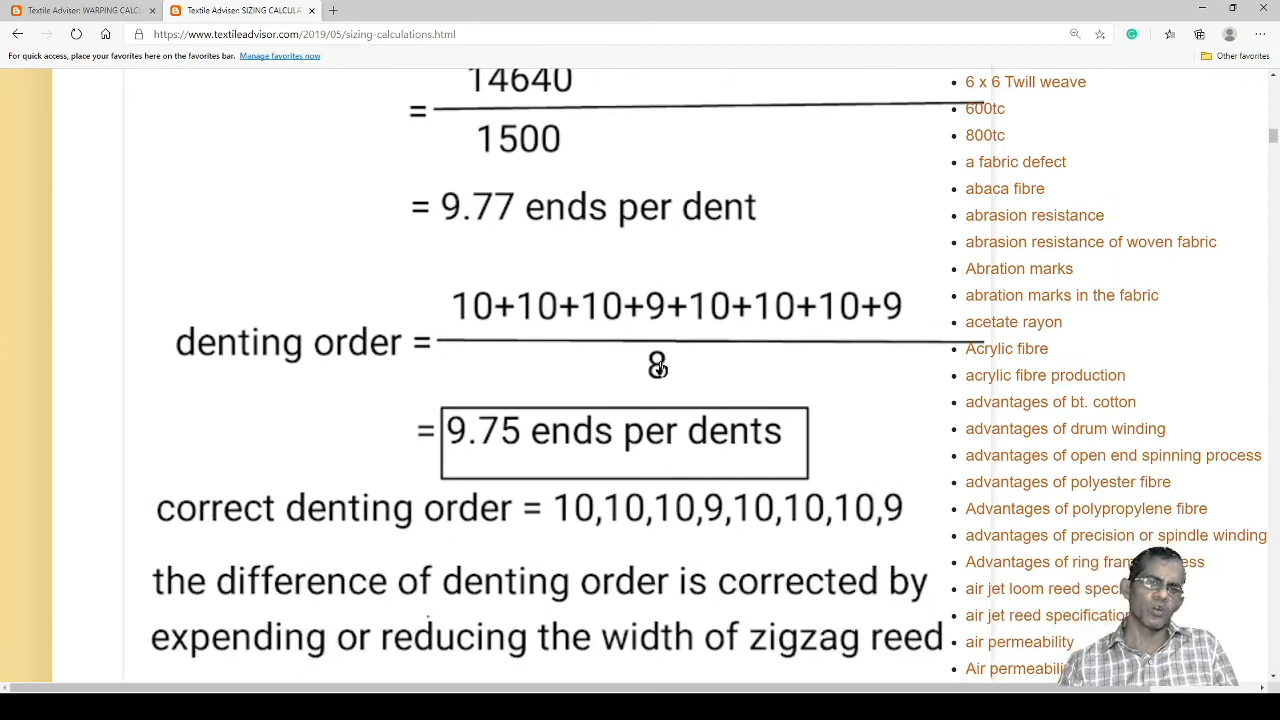 Textile Adviser: WARPING CALCU
Textile Adviser: SIZING CALCULA
https://www.textileadvisor.com/2019/05/sizing-calculations.html
For quick access, place your favorites here on the favorites bar. Manage favorites now
Other favorites
14640
=
1500
= 9.77 ends per dent
10+10+10+9+10+10+10+9
denting order =
8
= 9.75 ends per dents
correct denting order = 10,10,10,9,10,10,10,9
the difference of denting order is corrected by
expending or reducing the width of zigzag reed
6 x 6 Twill weave
600tc
800tc
a fabric defect
abaca fibre
abrasion resistance
abrasion resistance of woven fabric
Abration marks
abration marks in the fabric
acetate rayon
Acrylic fibre
acrylic fibre production
advantages of bt. cotton
advantages of drum winding
advantages of open end spinning process
advantages of polyester fibre
Advantages of polypropylene fibre
advantages of precision or spindle winding
Advantages of ring fram ess
air jet loom reed speci
air jet reed specification
air permeability
Air permeabili